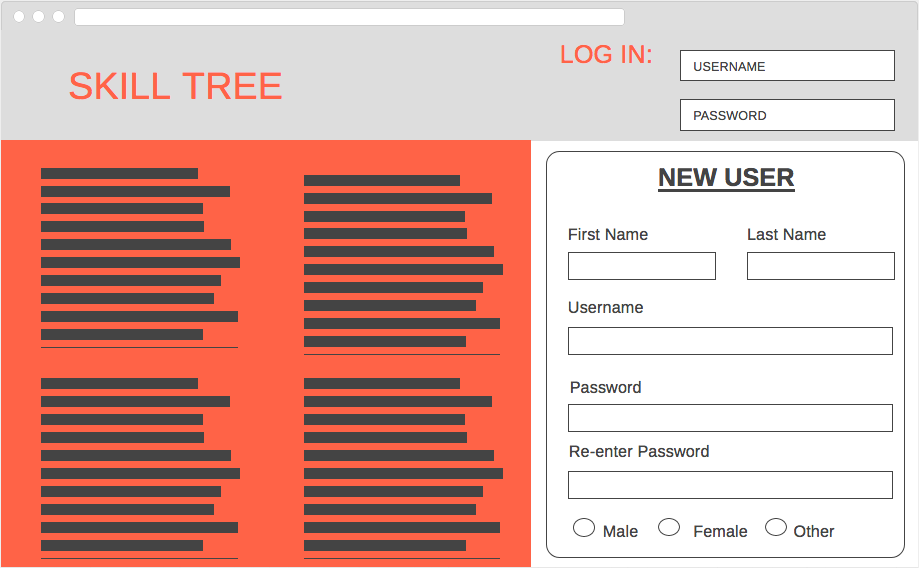 SKILL TREE
LOG IN:
USERNAME
PASSWORD
NEW USER
First Name Last Name
Username
Password
Re-enter Password
Male Female Other